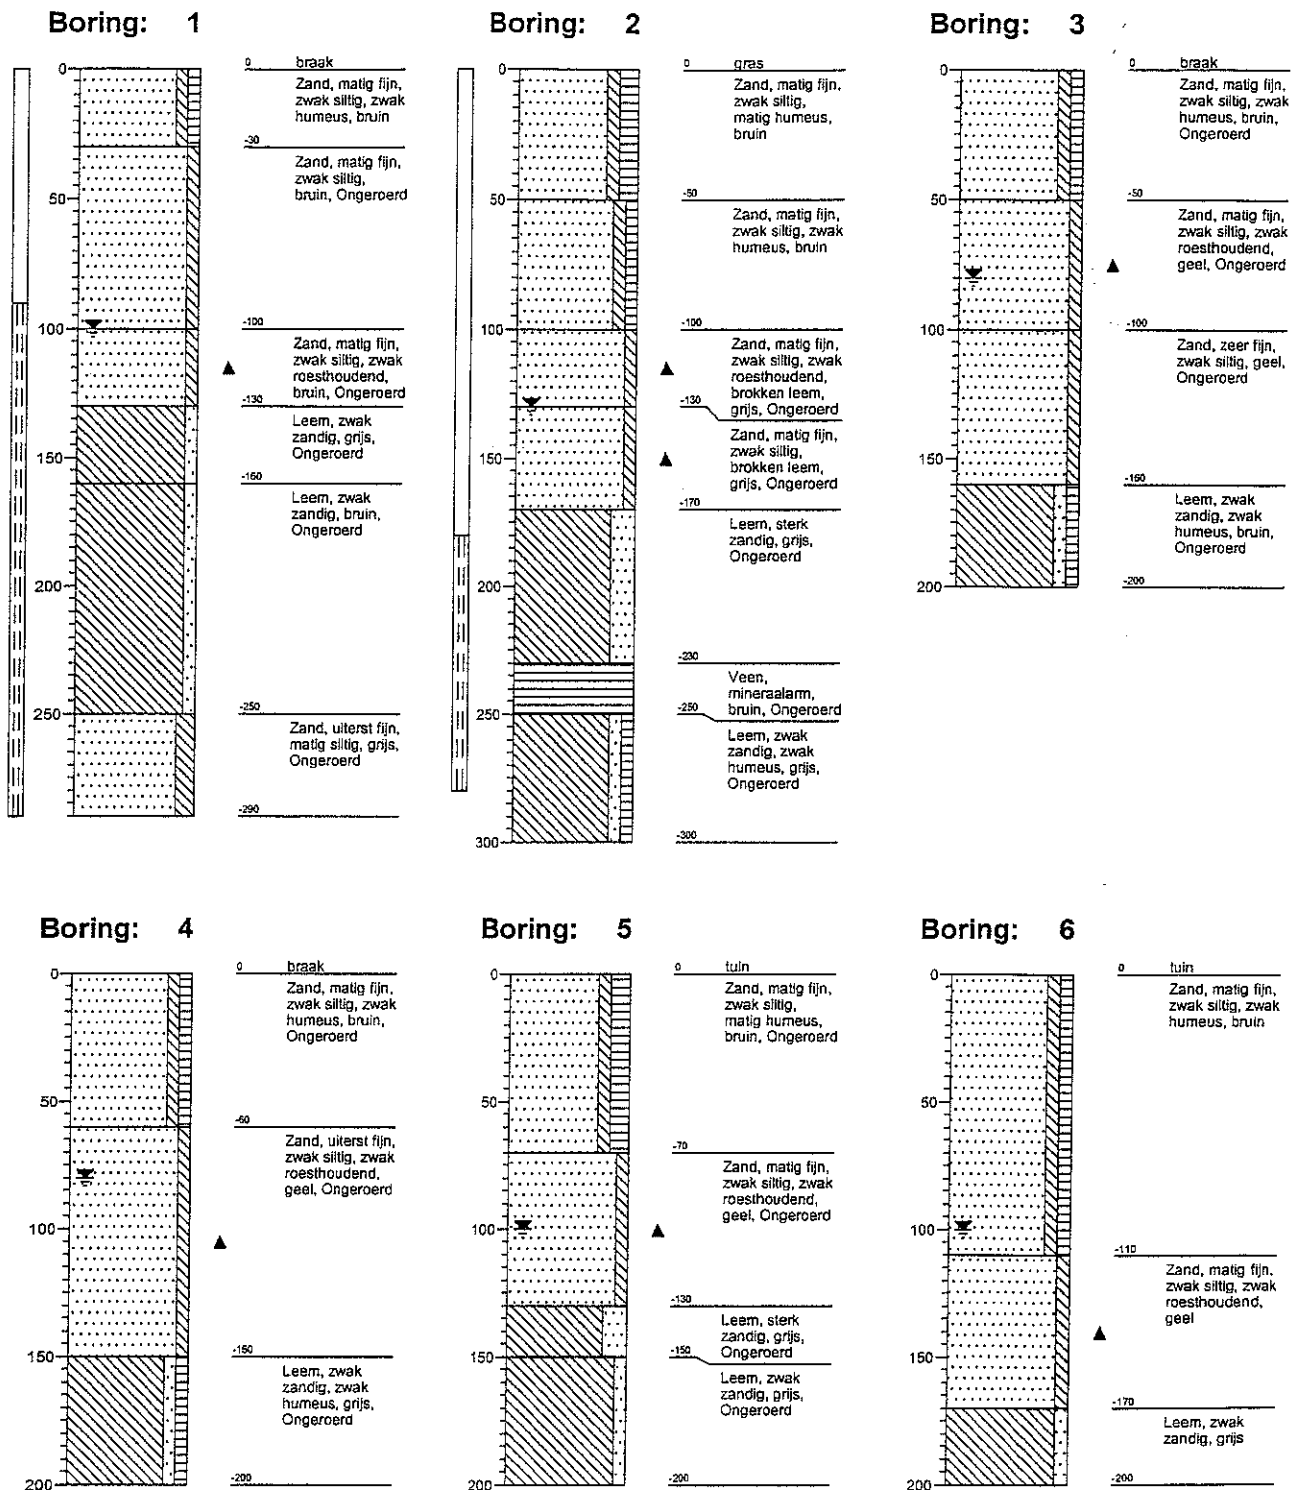 Boring: 1
0
50
100
150
200
250
0 braak
Zand, matig fijn,
zwak siltig, zwak
humeus, bruin
-30
Zand, matig fijn,
zwak siltig,
bruin, Ongeroerd
-100
Zand, matig fijn,
zwak siltig, zwak
roesthoudend,
bruin, Ongeroerd
-130
Leem, zwak
zandig, grijs,
Ongeroerd
-160
Leem, zwak
zandig, bruin,
Ongeroerd
-250
Zand, uiterst fijn,
matig siltig, grijs,
Ongeroerd
-290
Boring: 2
0
50
100
150
200
250
300
0 gras
Zand, matig fijn,
zwak siltig,
matig humeus,
bruin
-50
Zand, matig fijn,
zwak siltig, zwak
humeus, bruin
-100
Zand, matig fijn,
zwak siltig, zwak
roesthoudend,
brokken leem,
grijs, Ongeroerd
-130
Zand, matig fijn,
zwak siltig,
brokken leem,
grijs, Ongeroerd
-170
Leem, sterk
zandig, grijs,
Ongeroerd
-230
Veen,
mineraalarm,
bruin, Ongeroerd
-250
Leem, zwak
zandig, zwak
humeus, grijs,
Ongeroerd
-300
Boring: 3
0
50
100
150
200
0 braak
Zand, matig fijn,
zwak siltig, zwak
humeus, bruin,
Ongeroerd
-50
Zand, matig fijn,
zwak siltig, zwak
roesthoudend,
geel, Ongeroerd
-100
Zand, zeer fijn,
zwak siltig, geel,
Ongeroerd
-160
Leem, zwak
zandig, zwak
humeus, bruin,
Ongeroerd
-200
Boring: 4
0
50
100
150
200
0 braak
Zand, matig fijn,
zwak siltig, zwak
humeus, bruin,
Ongeroerd
-60
Zand, uiterst fijn,
zwak siltig, zwak
roesthoudend,
geel, Ongeroerd
-150
Leem, zwak
zandig, zwak
humeus, grijs,
Ongeroerd
-200
Boring: 5
0
50
100
150
200
0 tuin
Zand, matig fijn,
zwak siltig,
matig humeus,
bruin, Ongeroerd
-70
Zand, matig fijn,
zwak siltig, zwak
roesthoudend,
geel, Ongeroerd
-130
Leem, sterk
zandig, grijs,
Ongeroerd
-150
Leem, zwak
zandig, grijs,
Ongeroerd
-200
Boring: 6
0
50
100
150
200
0 tuin
Zand, matig fijn,
zwak siltig, zwak
humeus, bruin
-110
Zand, matig fijn,
zwak siltig, zwak
roesthoudend,
geel
-170
Leem, zwak
zandig, grijs
-200